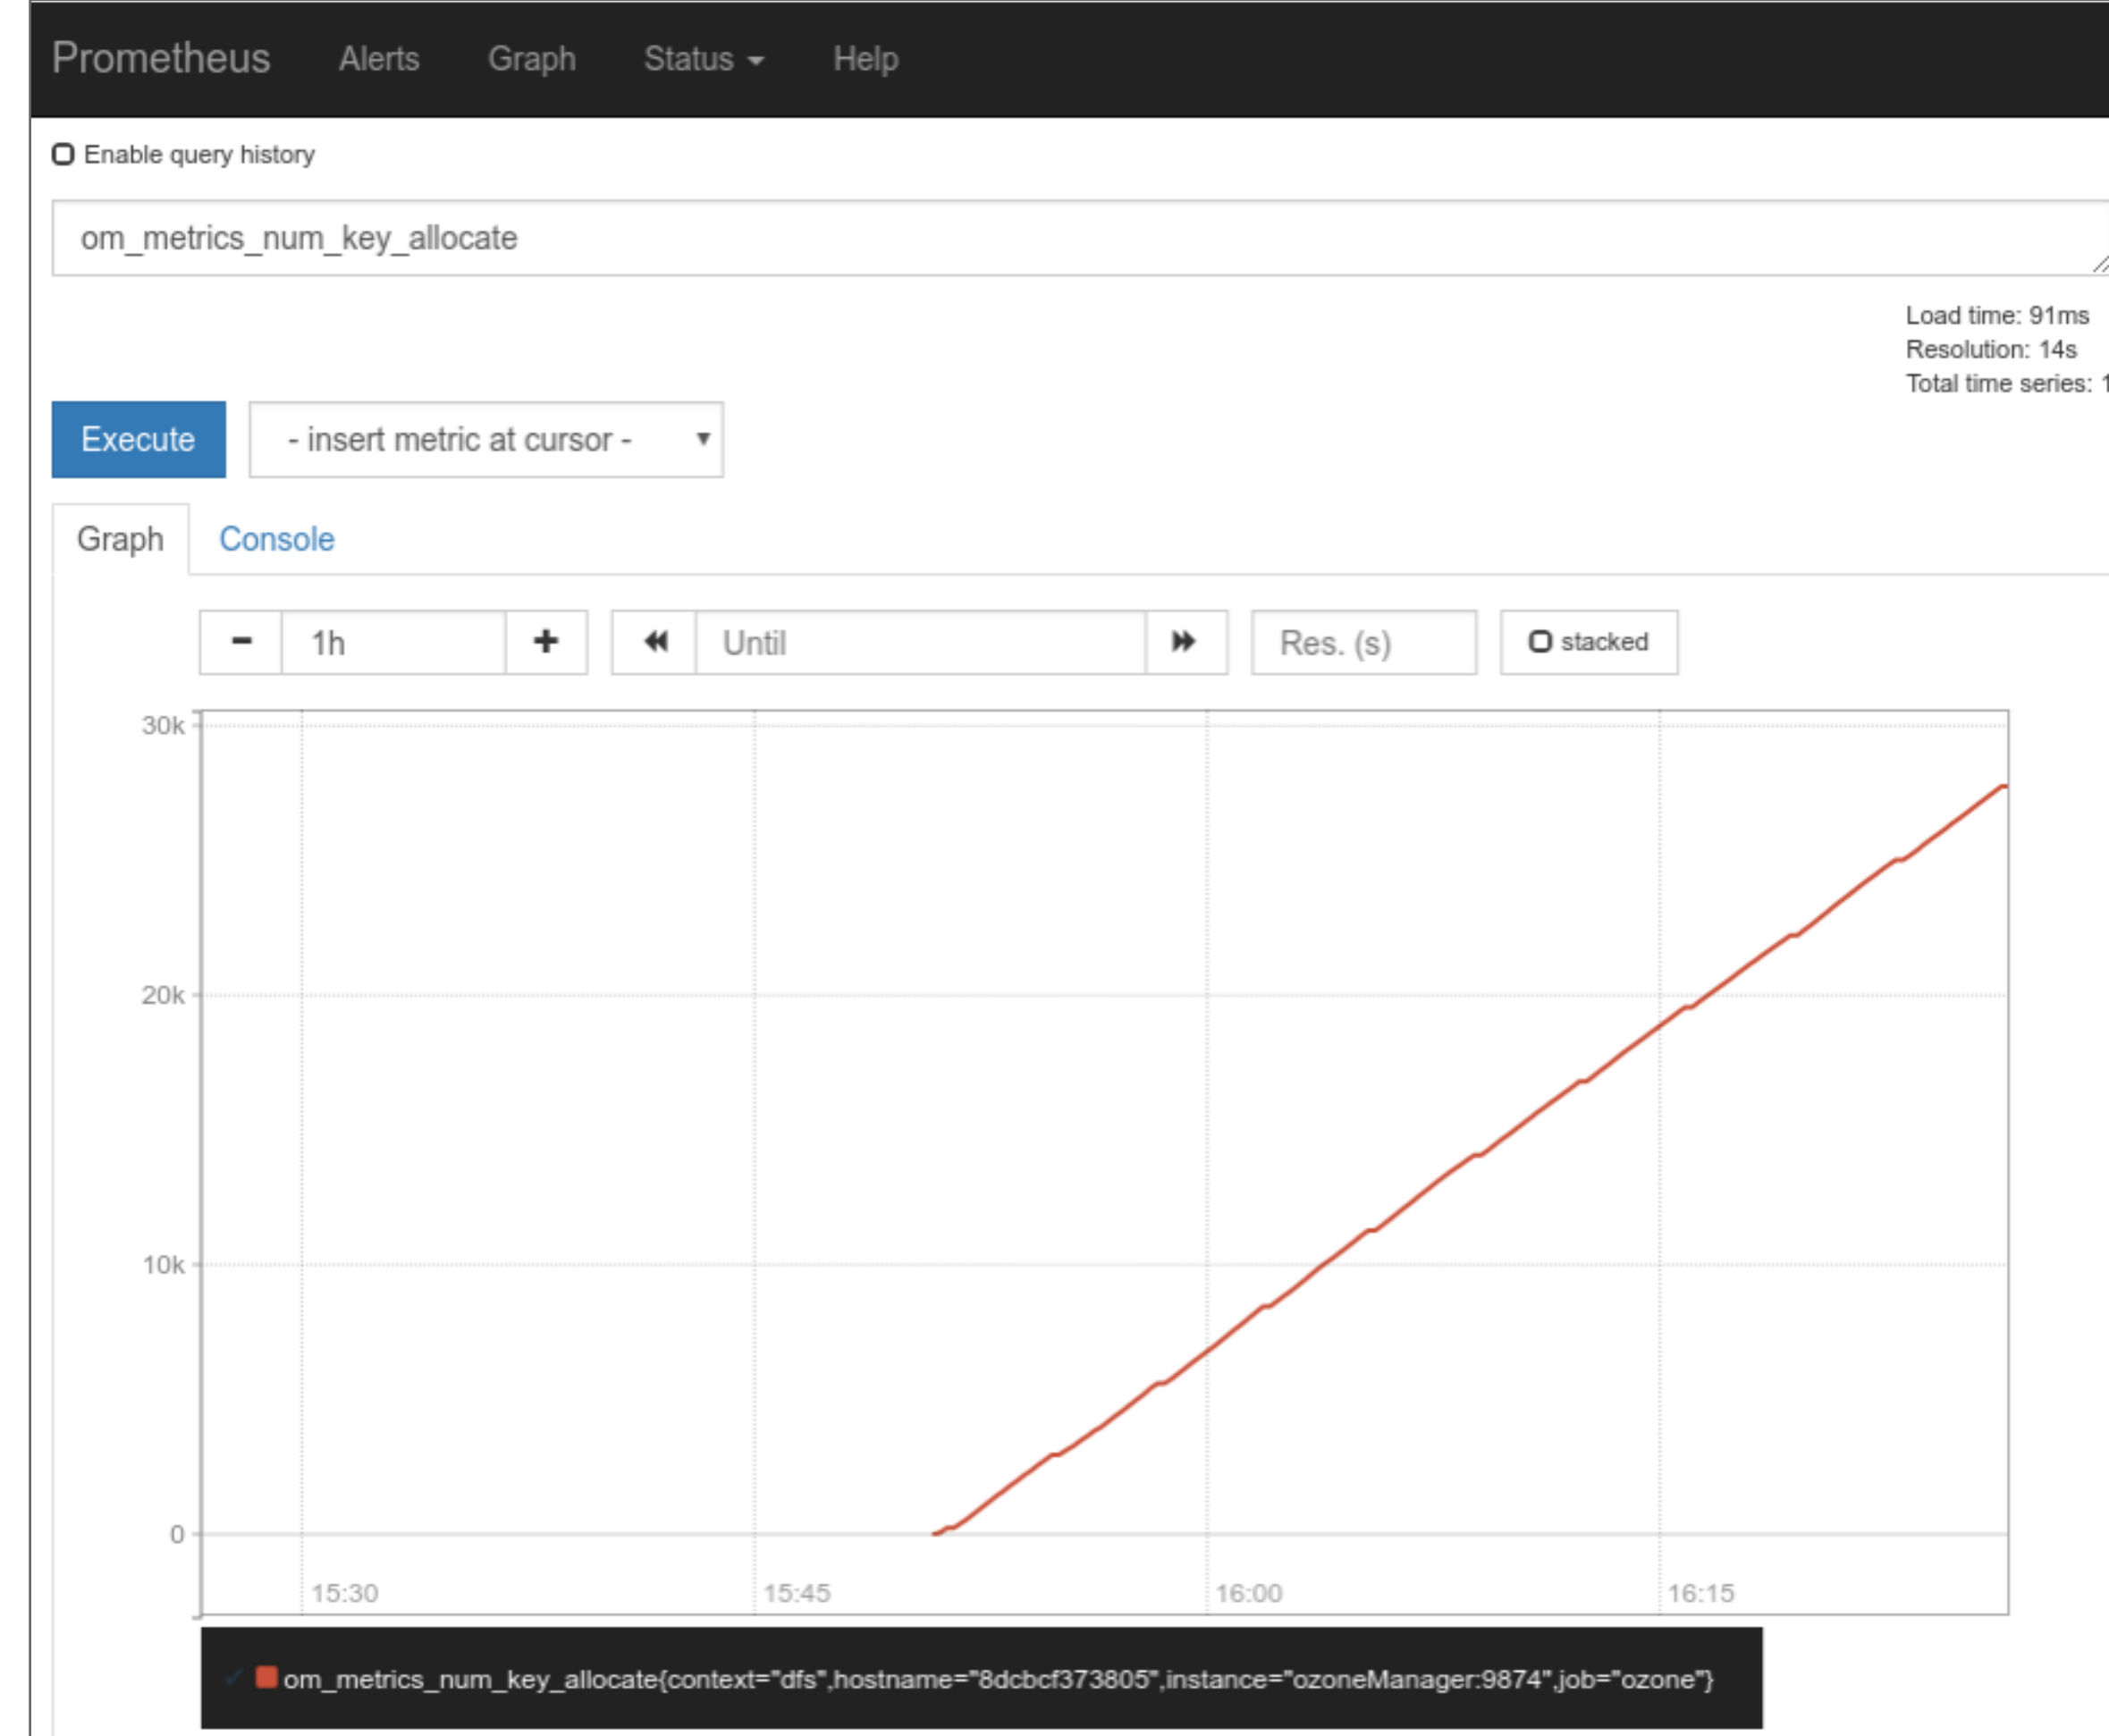 Prometheus Alerts Graph Status Help
Enable query history
om_metrics_num_key_allocate
Load time: 91ms
Resolution: 14s
Total time series: 1
Execute - insert metric at cursor -
Graph Console
1h Until Res. (s) stacked
30k
20k
10k
0
15:30 15:45 16:00 16:15
om_metrics_num_key_allocate{context="dfs",hostname="8dcbcf373805",instance="ozoneManager:9874",job="ozone"}